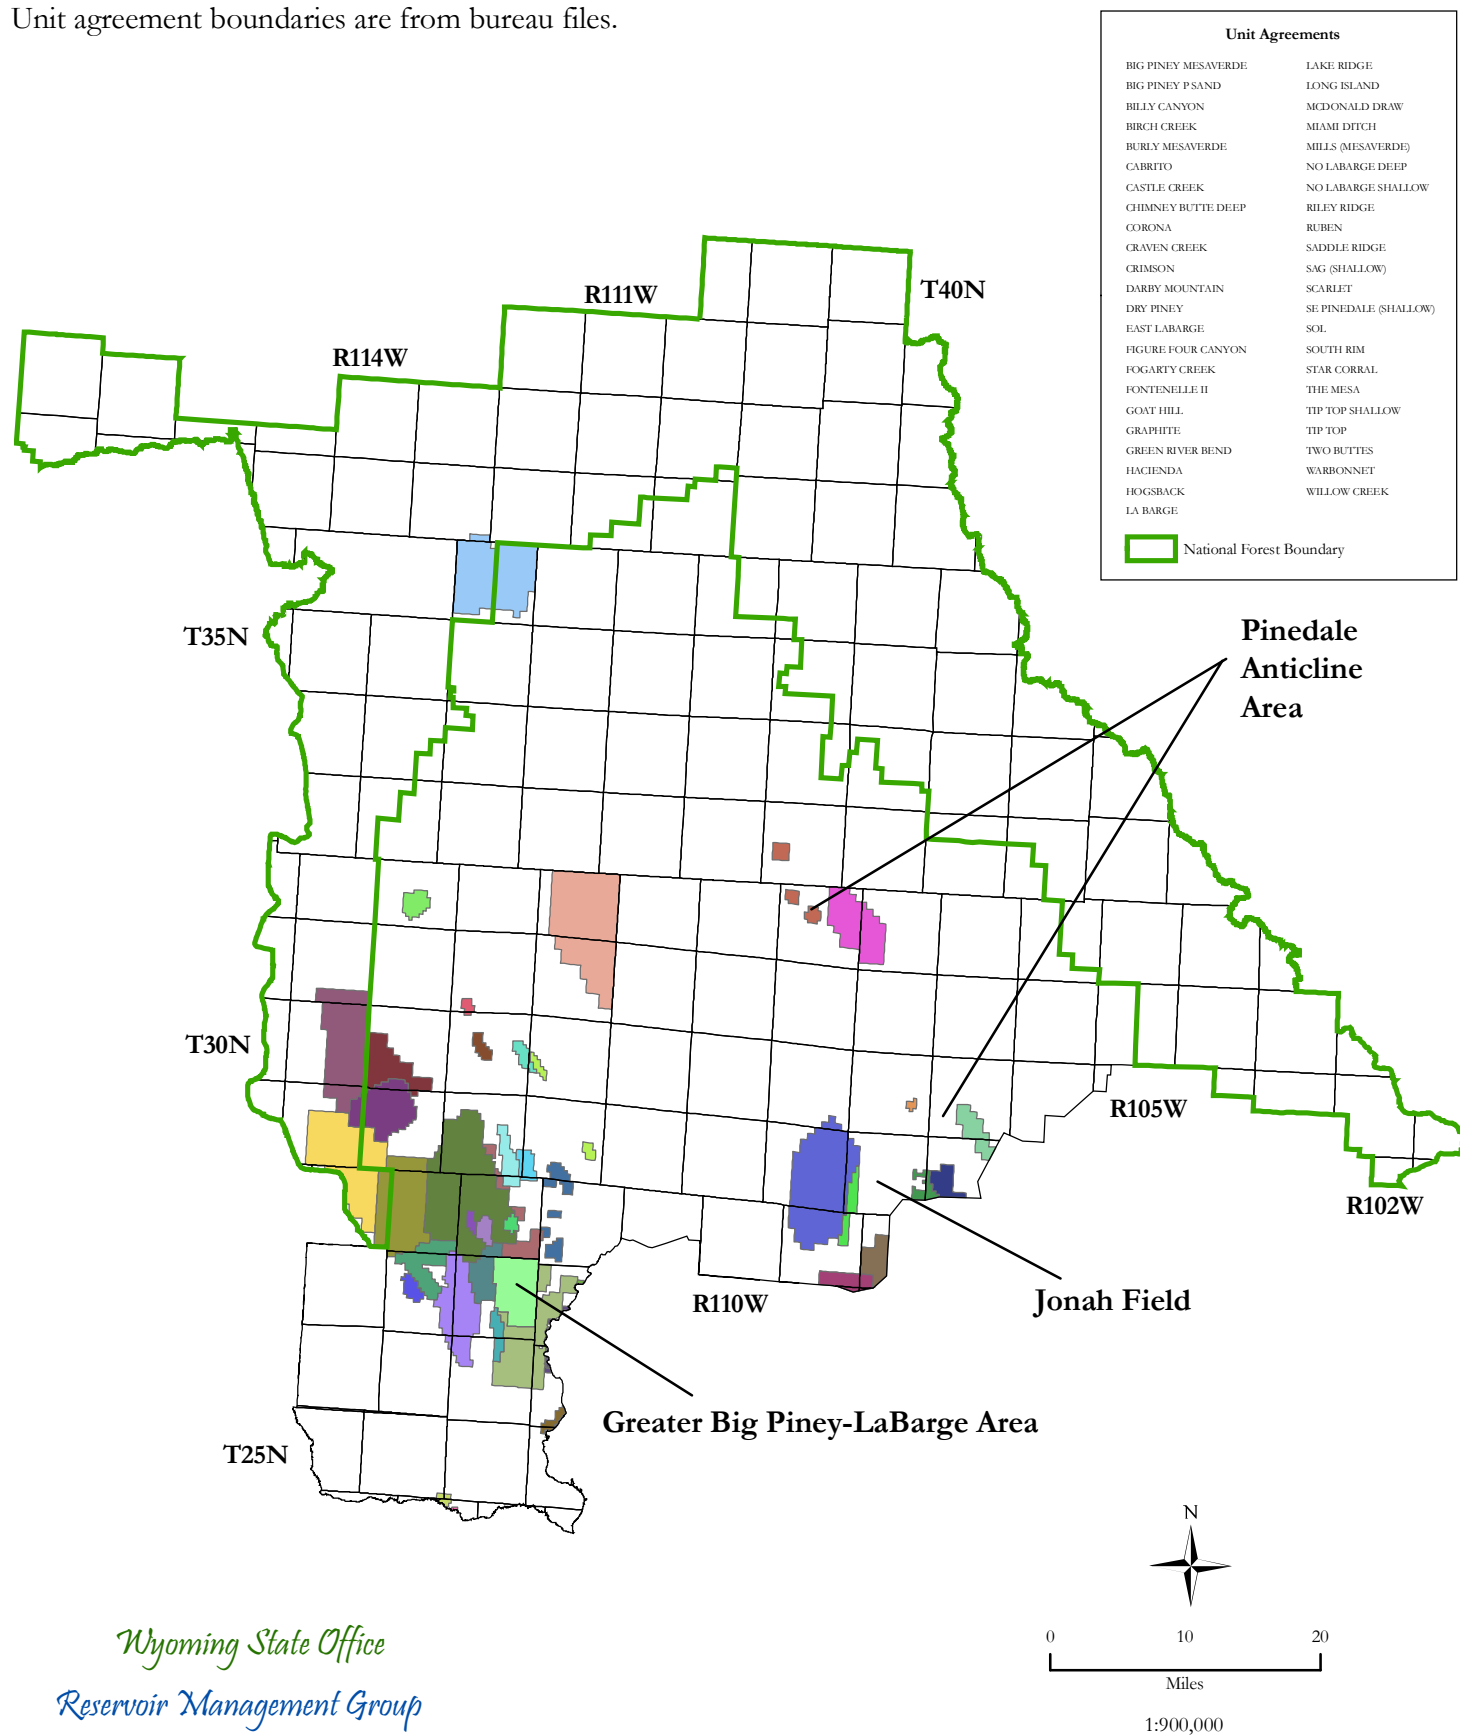 Unit agreement boundaries are from bureau files.
Unit Agreements
BIG PINEY MESAVERDE
BIG PINEY P SAND
BILLY CANYON
BIRCH CREEK
BURLY MESAVERDE
CABRITO
CASTLE CREEK
CHIMNEY BUTTE DEEP
CORONA
CRAVEN CREEK
CRIMSON
DARBY MOUNTAIN
DRY PINEY
EAST LABARGE
FIGURE FOUR CANYON
FOGARTY CREEK
FONTENELLE II
GOAT HILL
GRAPHITE
GREEN RIVER BEND
HACIENDA
HOGSBACK
LA BARGE
LAKE RIDGE
LONG ISLAND
MCDONALD DRAW
MIAMI DITCH
MILLS (MESAVERDE)
NO LABARGE DEEP
NO LABARGE SHALLOW
RILEY RIDGE
RUBEN
SADDLE RIDGE
SAG (SHALLOW)
SCARLET
SE PINEDALE (SHALLOW)
SOL
SOUTH RIM
STAR CORRAL
THE MESA
TIP TOP SHALLOW
TIP TOP
TWO BUTTES
WARBONNET
WILLOW CREEK
National Forest Boundary
T40N
R111W
R114W
T35N
Pinedale
Anticline
Area
T30N
R105W
R102W
R110W
Jonah Field
Greater Big Piney-LaBarge Area
T25N
N
0 10 20
Miles
1:900,000
Wyoming State Office
Reservoir Management Group